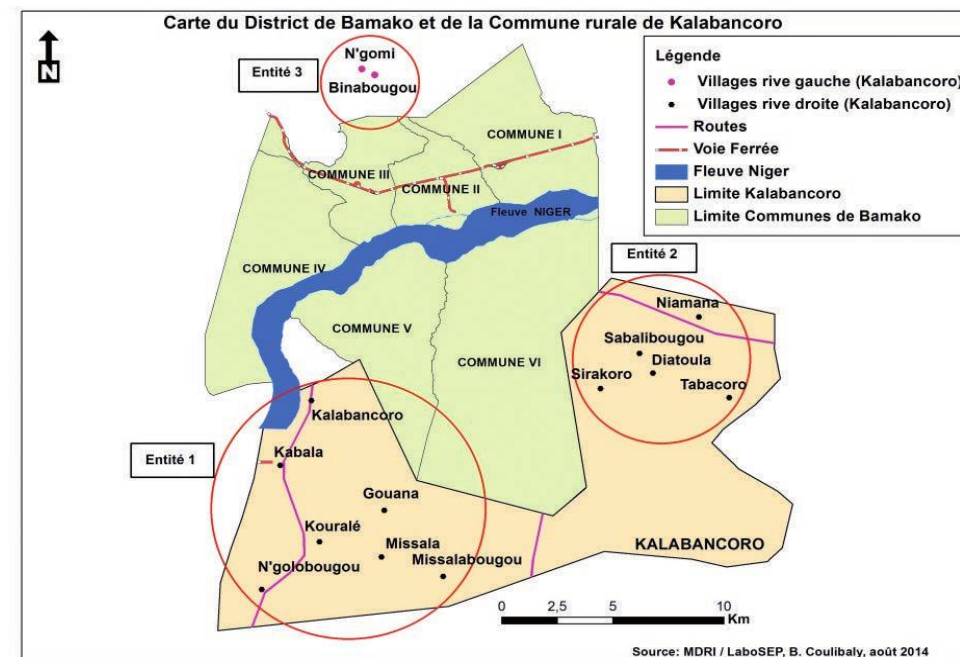 Carte du District de Bamako et de la Commune rurale de Kalabancoro
N
Entité 3
N'gomi
Binabougou
Légende
Villages rive gauche (Kalabancoro)
Villages rive droite (Kalabancoro)
Routes
Voie Ferrée
Fleuve Niger
Limite Kalabancoro
Limite Communes de Bamako
COMMUNE I
COMMUNE III
COMMUNE II
Fleuve NIGER
COMMUNE IV
COMMUNE V
COMMUNE VI
Entité 2
Niamana
Sabalibougou
Diatoula
Sirakoro
Tabacoro
Entité 1
Kalabancoro
Kabala
Gouana
Kouralé
Missala
Missalabougou
N'golobougou
KALABANCORO
0 2,5 5 10
Km
Source: MDRI / LaboSEP, B. Coulibaly, août 2014